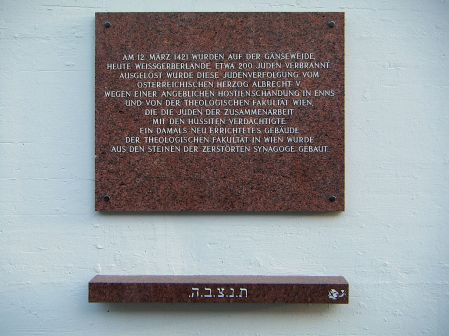 AM 12. MÄRZ 1421 WURDEN AUF DER GÄNSEWEIDE,
HEUTE WEISSGERBERLANDE, ETWA 200 JUDEN VERBRANNT.
AUSGELÖST WURDE DIESE JUDENVERFOLGUNG VOM
ÖSTERREICHISCHEN HERZOG ALBRECHT V.
WEGEN EINER ANGEBLICHEN HOSTIENSCHÄNDUNG IN ENNS
UND VON DER THEOLOGISCHEN FAKULTÄT WIEN,
DIE DIE JUDEN DER ZUSAMMENARBEIT
MIT DEN HUSSITEN VERDÄCHTIGTE.
EIN DAMALS NEU ERRICHTETES GEBÄUDE
DER THEOLOGISCHEN FAKULTÄT IN WIEN WURDE
AUS DEN STEINEN DER ZERSTÖRTEN SYNAGOGE GEBAUT.
ת.נ.צ.ב.ה.